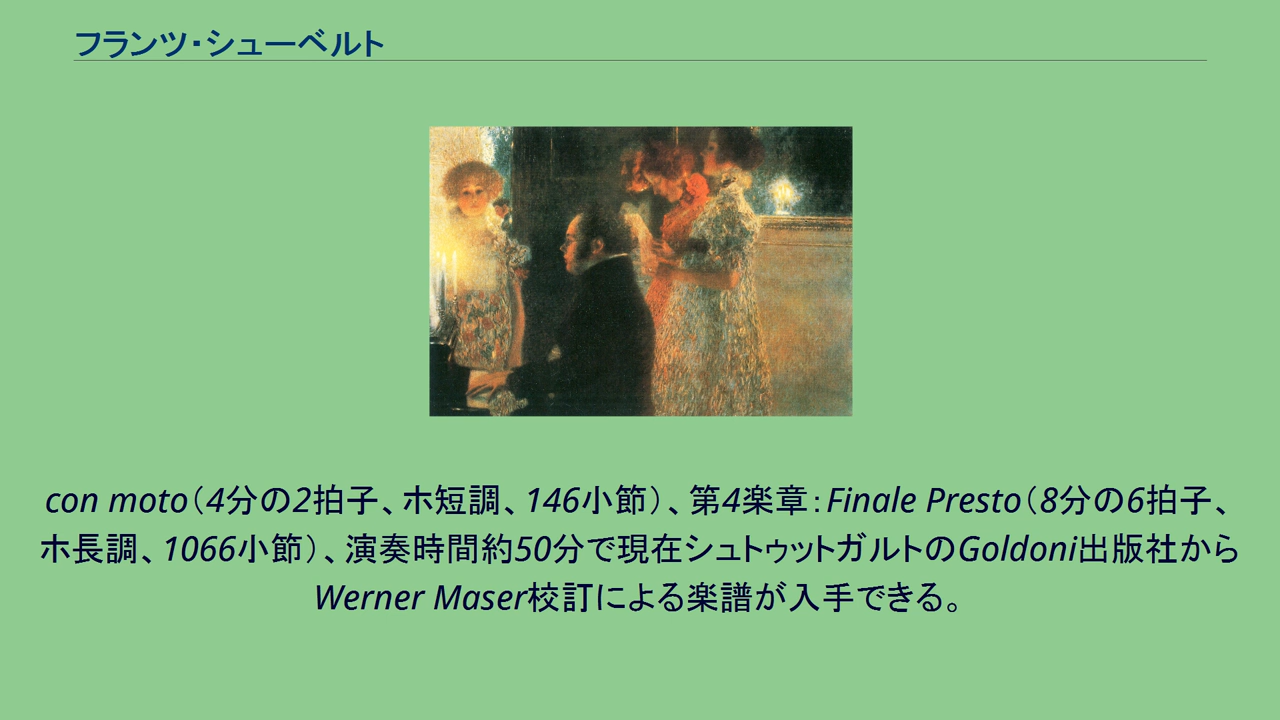 フランツ・シューベルト
con moto（4分の2拍子、ホ短調、146小節）、第4楽章：Finale Presto（8分の6拍子、
ホ長調、1066小節）、演奏時間約50分で現在シュトゥットガルトのGoldoni出版社から
Werner Maser校訂による楽譜が入手できる。